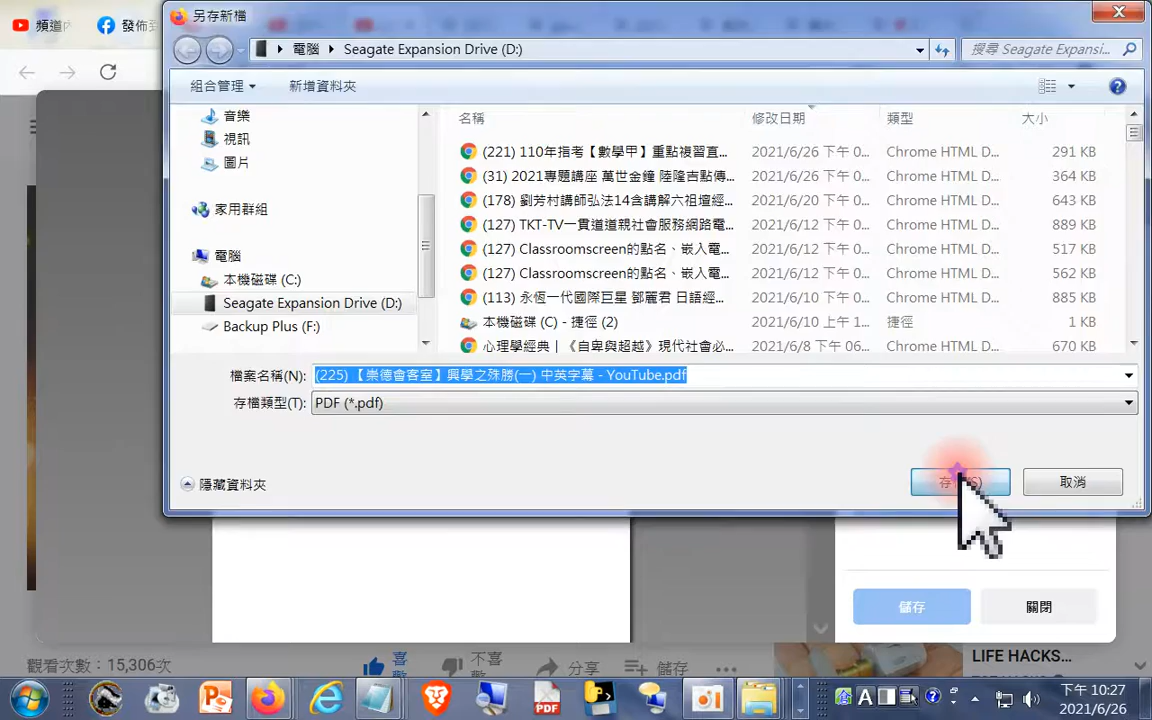 頻道內
發佈到
另存新檔
電腦 Seagate Expansion Drive (D:)
搜尋 Seagate Expansi...
組合管理
新增資料夾
音樂
視訊
圖片
家用群組
電腦
本機磁碟 (C:)
Seagate Expansion Drive (D:)
Backup Plus (F:)
名稱 修改日期 類型 大小
(221) 110年指考【數學甲】重點複習直... 2021/6/26 下午 0... Chrome HTML D... 291 KB
(31) 2021專題講座 萬世金鐘 陸隆吉點傳... 2021/6/26 下午 0... Chrome HTML D... 364 KB
(178) 劉芳村講師弘法14含講解六祖壇經... 2021/6/20 下午 0... Chrome HTML D... 643 KB
(127) TKT-TV一貫道道親社會服務網路電... 2021/6/12 下午 0... Chrome HTML D... 889 KB
(127) Classroomscreen的點名、嵌入電... 2021/6/12 下午 0... Chrome HTML D... 517 KB
(127) Classroomscreen的點名、嵌入電... 2021/6/12 下午 0... Chrome HTML D... 562 KB
(113) 永恆一代國際巨星 鄧麗君 日語經... 2021/6/10 下午 0... Chrome HTML D... 885 KB
本機磁碟 (C) - 捷徑 (2) 2021/6/10 上午 1... 捷徑 1 KB
心理學經典｜《自卑與超越》現代社會必... 2021/6/8 下午 06... Chrome HTML D... 670 KB
檔案名稱(N): (225) 【崇德會客室】興學之殊勝(一) 中英字幕 - YouTube.pdf
存檔類型(T): PDF (*.pdf)
隱藏資料夾
取消
儲存
關閉
觀看次數：15,306次
喜
不喜
分享
儲存
LIFE HACKS...
PDF
A
下午 10:27
2021/6/26